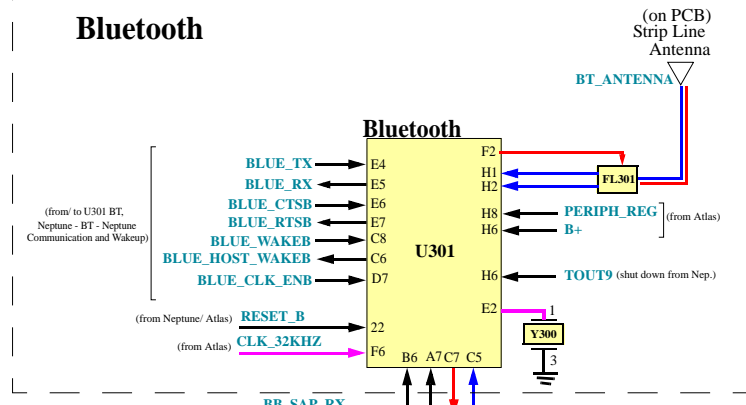 Bluetooth
(on PCB)
Strip Line
Antenna
BT_ANTENNA
Bluetooth
F2
BLUE_TX
E4
H1
FL301
BLUE_RX
E5
H2
(from/ to U301 BT,
Neptune - BT - Neptune
Communication and Wakeup)
BLUE_CTSB
E6
H8
PERIPH_REG
(from Atlas)
BLUE_RTSB
E7
H6
B+
BLUE_WAKEB
C8
U301
BLUE_HOST_WAKEB
C6
BLUE_CLK_ENB
D7
H6
TOUT9 (shut down from Nep.)
E2
1
(from Neptune/ Atlas) RESET_B
22
Y300
(from Atlas) CLK_32KHZ
F6
3
B6 A7 C7 C5
BB_SAP_RX